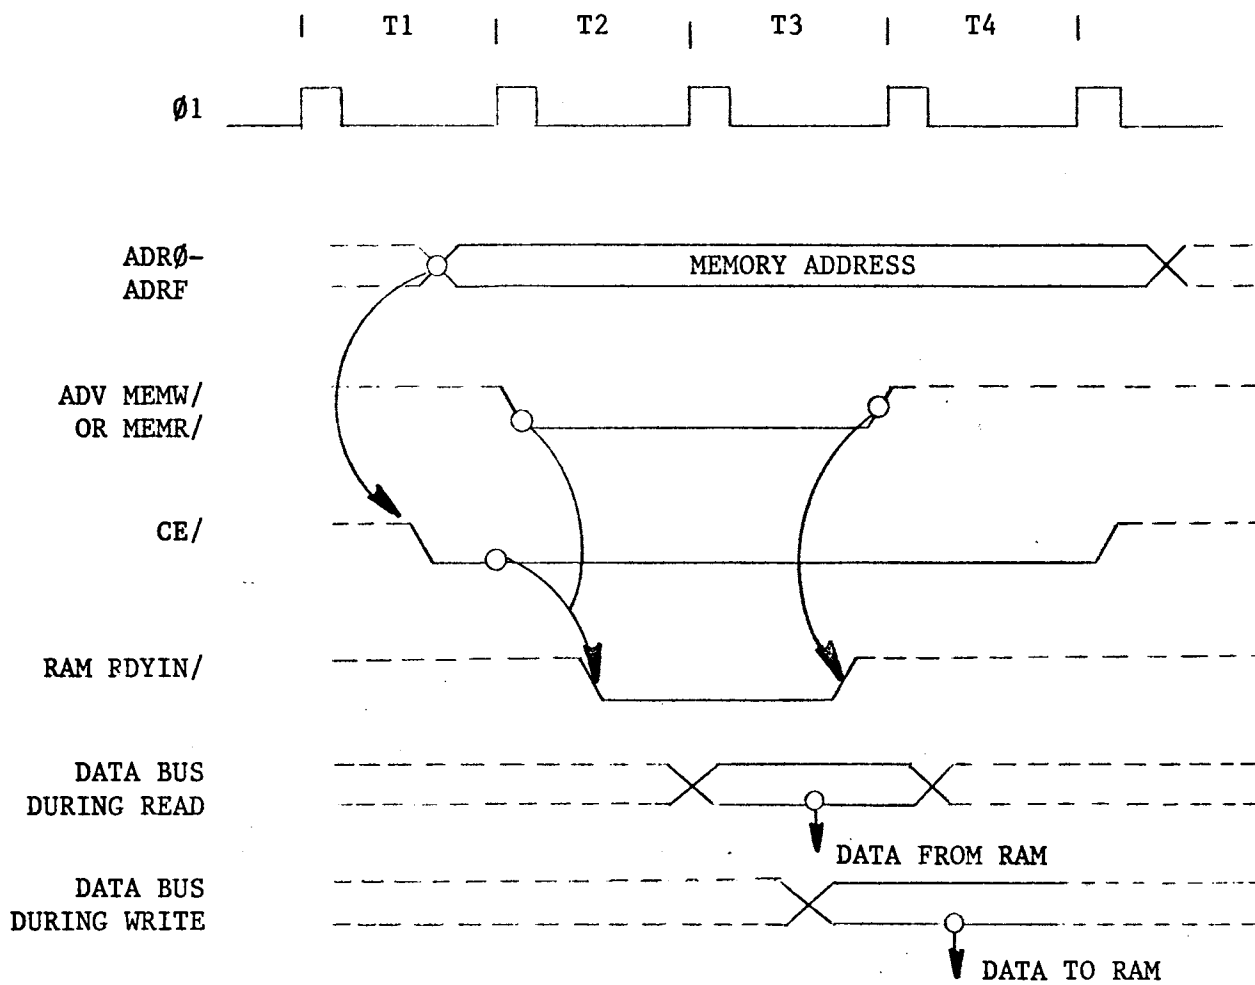 T1 T2 T3 T4
Ø1
ADRØ-
ADRF
MEMORY ADDRESS
ADV MEMW/
OR MEMR/
CE/
RAM RDYIN/
DATA BUS
DURING READ
DATA FROM RAM
DATA BUS
DURING WRITE
DATA TO RAM